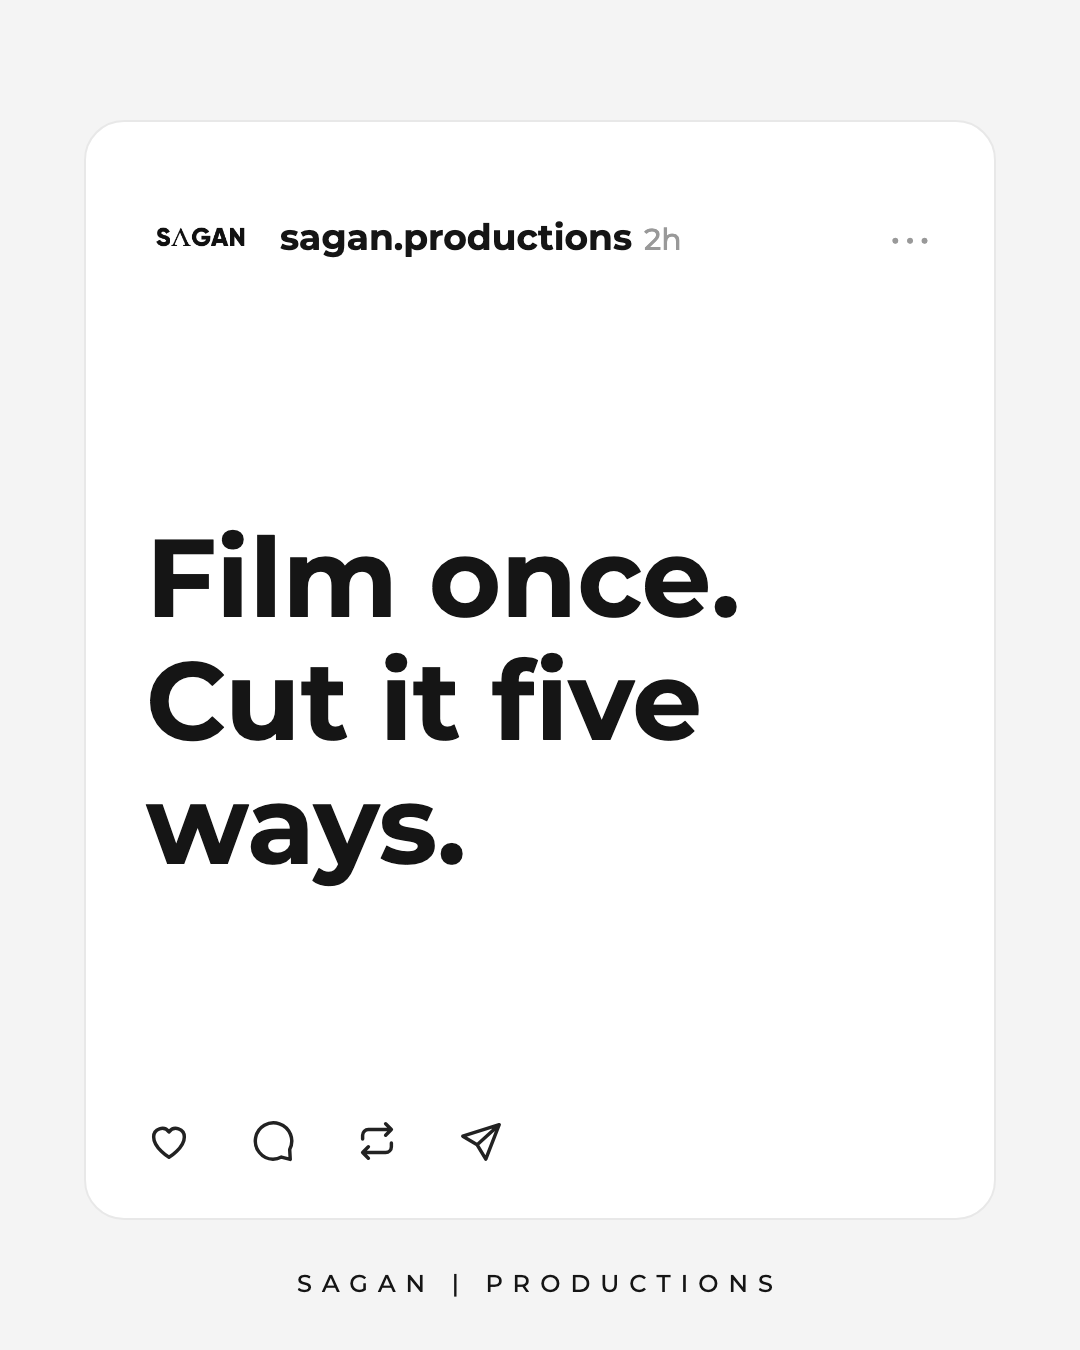 SΛGAN sagan.productions 2h
Film once.
Cut it five
ways.
SAGAN | PRODUCTIONS